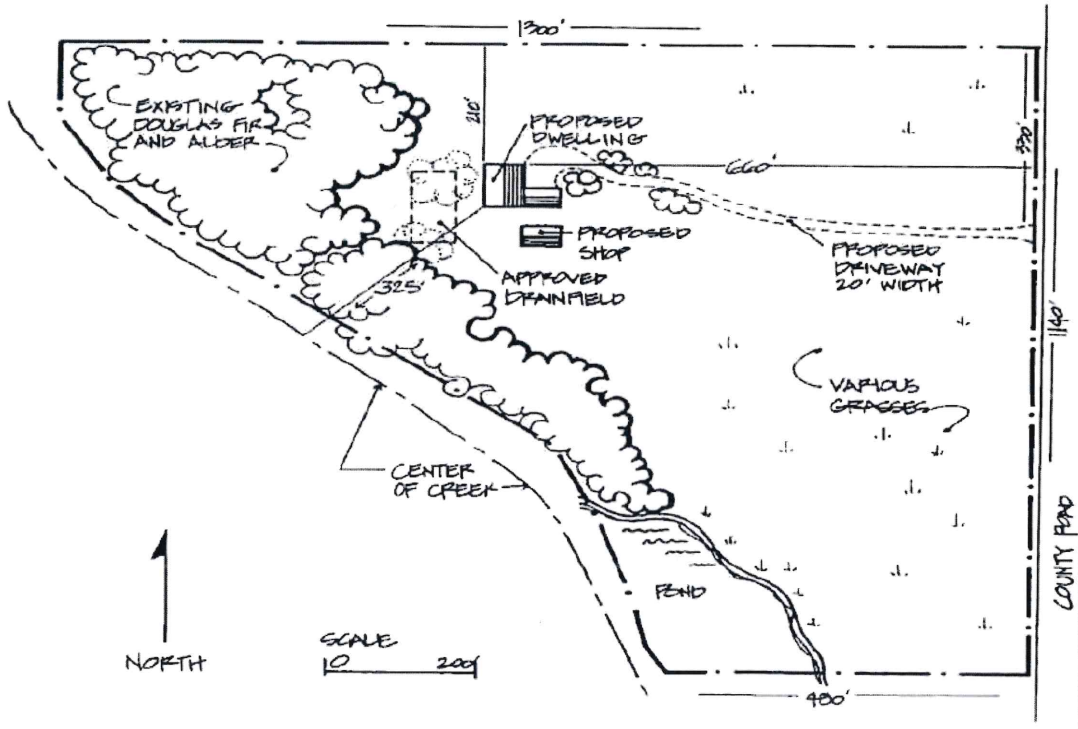 1300'
EXISTING
DOUGLAS FIR
AND ALDER
210'
PROPOSED
DWELLING
330'
660'
PROPOSED
SHOP
PROPOSED
DRIVEWAY
20' WIDTH
APPROVED
DRAINFIELD
325'
1140'
VARIOUS
GRASSES
CENTER
OF CREEK
COUNTY ROAD
POND
SCALE
0 200'
NORTH
480'